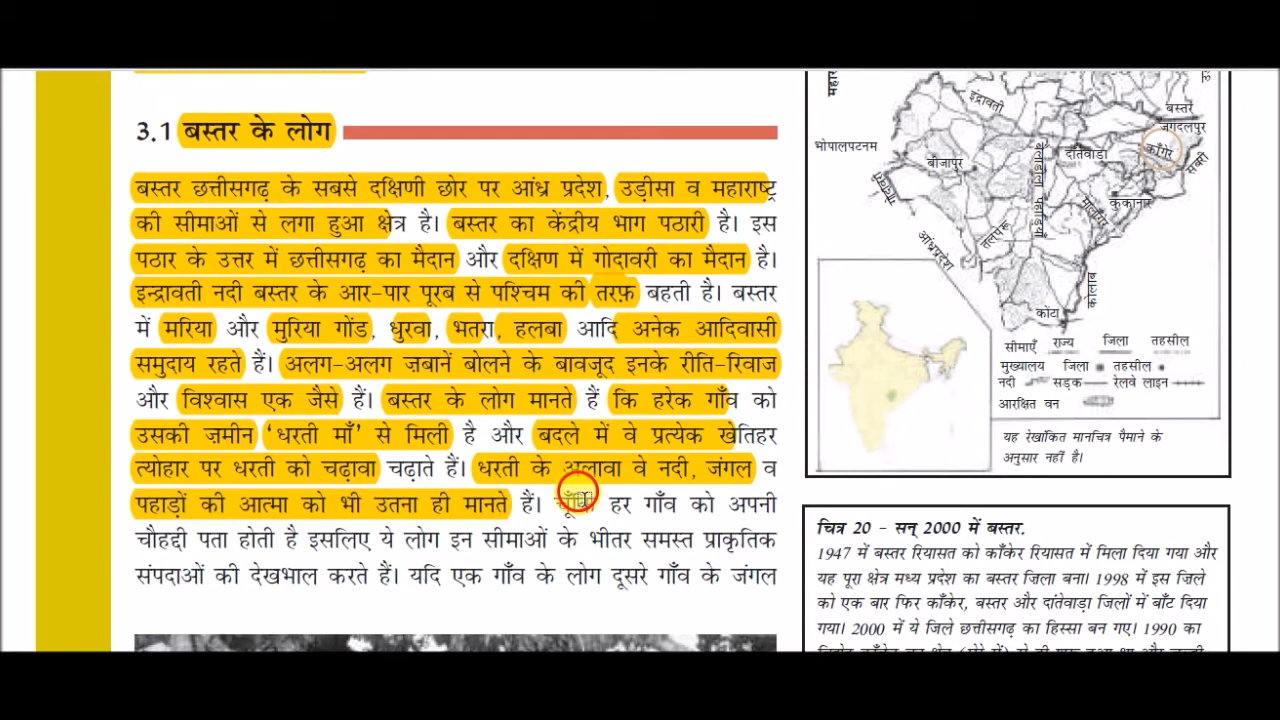 3.1 बस्तर के लोग
बस्तर छत्तीसगढ़ के सबसे दक्षिणी छोर पर आंध्र प्रदेश, उड़ीसा व महाराष्ट्र
की सीमाओं से लगा हुआ क्षेत्र है। बस्तर का केंद्रीय भाग पठारी है। इस
पठार के उत्तर में छत्तीसगढ़ का मैदान और दक्षिण में गोदावरी का मैदान है।
इन्द्रावती नदी बस्तर के आर-पार पूरब से पश्चिम की तरफ़ बहती है। बस्तर
में मरिया और मुरिया गोंड, धुरवा, भतरा, हलबा आदि अनेक आदिवासी
समुदाय रहते हैं। अलग-अलग ज़बानें बोलने के बावजूद इनके रीति-रिवाज
और विश्वास एक जैसे हैं। बस्तर के लोग मानते हैं कि हरेक गाँव को
उसकी ज़मीन 'धरती माँ' से मिली है और बदले में वे प्रत्येक खेतिहर
त्योहार पर धरती को चढ़ावा चढ़ाते हैं। धरती के अलावा वे नदी, जंगल व
पहाड़ों की आत्मा को भी उतना ही मानते हैं। हर गाँव को अपनी
चौहद्दी पता होती है इसलिए ये लोग इन सीमाओं के भीतर समस्त प्राकृतिक
संपदाओं की देखभाल करते हैं। यदि एक गाँव के लोग दूसरे गाँव के जंगल
महार
इंद्रावती
बस्तर
जगदलपुर
भोपालपटनम
बीजापुर
दांतेवाड़ा
काँगेर
सबरी
गोदावरी
बैलाडीला पहाड़ियाँ
कुकानार
आंध्रप्रदेश
तलपेरू
कोलाब
कोंटा
सीमाएँ राज्य जिला तहसील
मुख्यालय जिला तहसील
नदी सड़क रेलवे लाइन
आरक्षित वन
यह रेखांकित मानचित्र पैमाने के
अनुसार नहीं है।
चित्र 20 - सन् 2000 में बस्तर.
1947 में बस्तर रियासत को काँकेर रियासत में मिला दिया गया और
यह पूरा क्षेत्र मध्य प्रदेश का बस्तर जिला बना। 1998 में इस जिले
को एक बार फिर काँकेर, बस्तर और दांतेवाड़ा जिलों में बाँट दिया
गया। 2000 में ये जिले छत्तीसगढ़ का हिस्सा बन गए। 1990 का